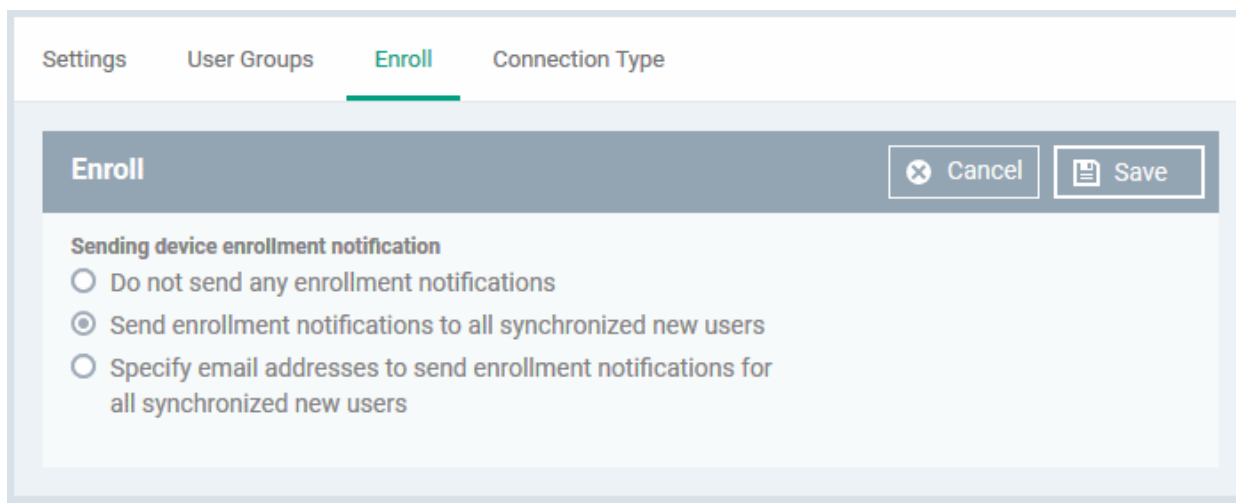 Settings User Groups Enroll Connection Type
Enroll Cancel Save
Sending device enrollment notification
Do not send any enrollment notifications
Send enrollment notifications to all synchronized new users
Specify email addresses to send enrollment notifications for
all synchronized new users